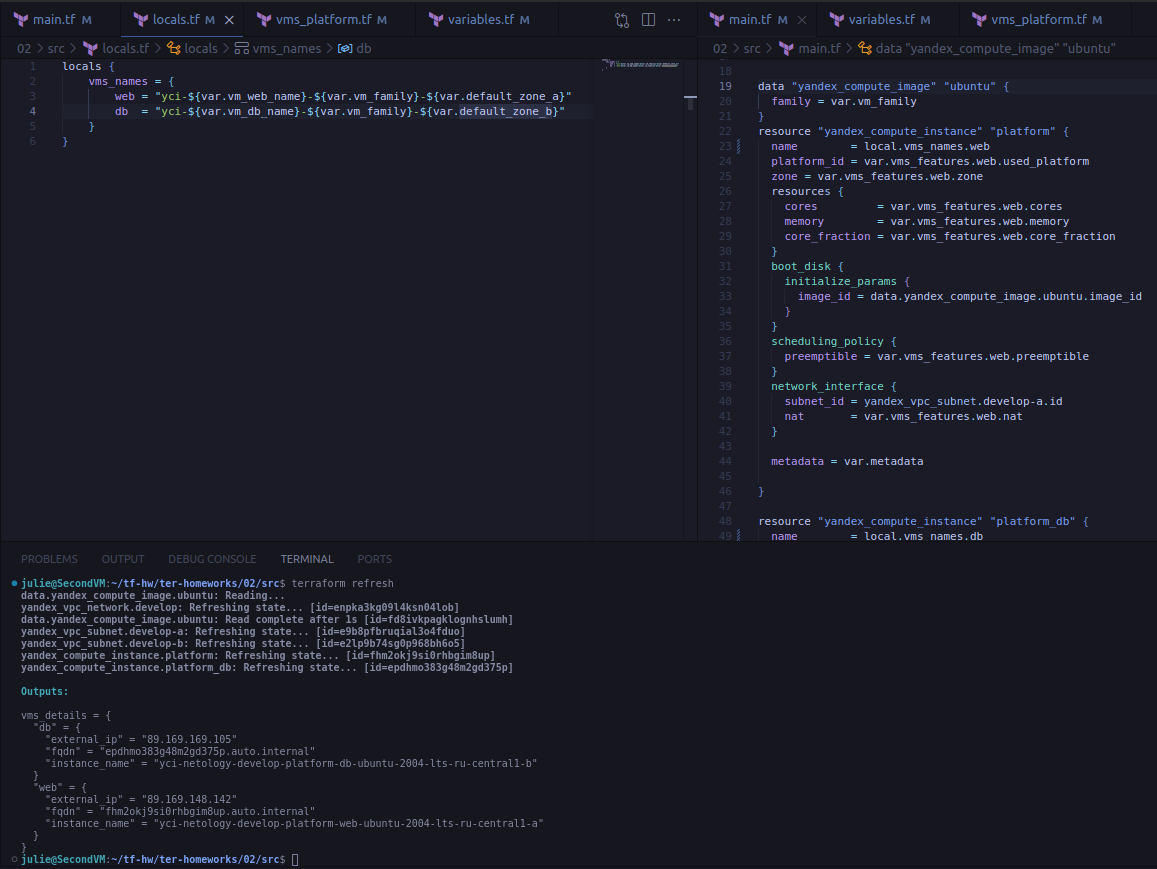 main.tf M
locals.tf M
vms_platform.tf M
variables.tf M
02 > src > locals.tf > locals > vms_names > db
1 locals {
2 vms_names = {
3 web = "yci-${var.vm_web_name}-${var.vm_family}-${var.default_zone_a}"
4 db = "yci-${var.vm_db_name}-${var.vm_family}-${var.default_zone_b}"
5 }
6 }
main.tf M
variables.tf M
vms_platform.tf M
02 > src > main.tf > data "yandex_compute_image" "ubuntu"
18
19 data "yandex_compute_image" "ubuntu" {
20 family = var.vm_family
21 }
22 resource "yandex_compute_instance" "platform" {
23 name = local.vms_names.web
24 platform_id = var.vms_features.web.used_platform
25 zone = var.vms_features.web.zone
26 resources {
27 cores = var.vms_features.web.cores
28 memory = var.vms_features.web.memory
29 core_fraction = var.vms_features.web.core_fraction
30 }
31 boot_disk {
32 initialize_params {
33 image_id = data.yandex_compute_image.ubuntu.image_id
34 }
35 }
36 scheduling_policy {
37 preemptible = var.vms_features.web.preemptible
38 }
39 network_interface {
40 subnet_id = yandex_vpc_subnet.develop-a.id
41 nat = var.vms_features.web.nat
42 }
43
44 metadata = var.metadata
45
46 }
47
48 resource "yandex_compute_instance" "platform_db" {
49 name = local.vms_names.db
PROBLEMS OUTPUT DEBUG CONSOLE TERMINAL PORTS
julie@SecondVM:~/tf-hw/ter-homeworks/02/src$ terraform refresh
data.yandex_compute_image.ubuntu: Reading...
yandex_vpc_network.develop: Refreshing state... [id=enpka3kg09l4ksn04lob]
data.yandex_compute_image.ubuntu: Read complete after 1s [id=fd8ivkpagklognhslumh]
yandex_vpc_subnet.develop-a: Refreshing state... [id=e9b8pfbruqial3o4fduo]
yandex_vpc_subnet.develop-b: Refreshing state... [id=e2lp9b74sg0p968bh6o5]
yandex_compute_instance.platform: Refreshing state... [id=fhm2okj9si0rhbgim8up]
yandex_compute_instance.platform_db: Refreshing state... [id=epdhmo383g48m2gd375p]
Outputs:
vms_details = {
"db" = {
"external_ip" = "89.169.169.105"
"fqdn" = "epdhmo383g48m2gd375p.auto.internal"
"instance_name" = "yci-netology-develop-platform-db-ubuntu-2004-lts-ru-central1-b"
}
"web" = {
"external_ip" = "89.169.148.142"
"fqdn" = "fhm2okj9si0rhbgim8up.auto.internal"
"instance_name" = "yci-netology-develop-platform-web-ubuntu-2004-lts-ru-central1-a"
}
}
julie@SecondVM:~/tf-hw/ter-homeworks/02/src$